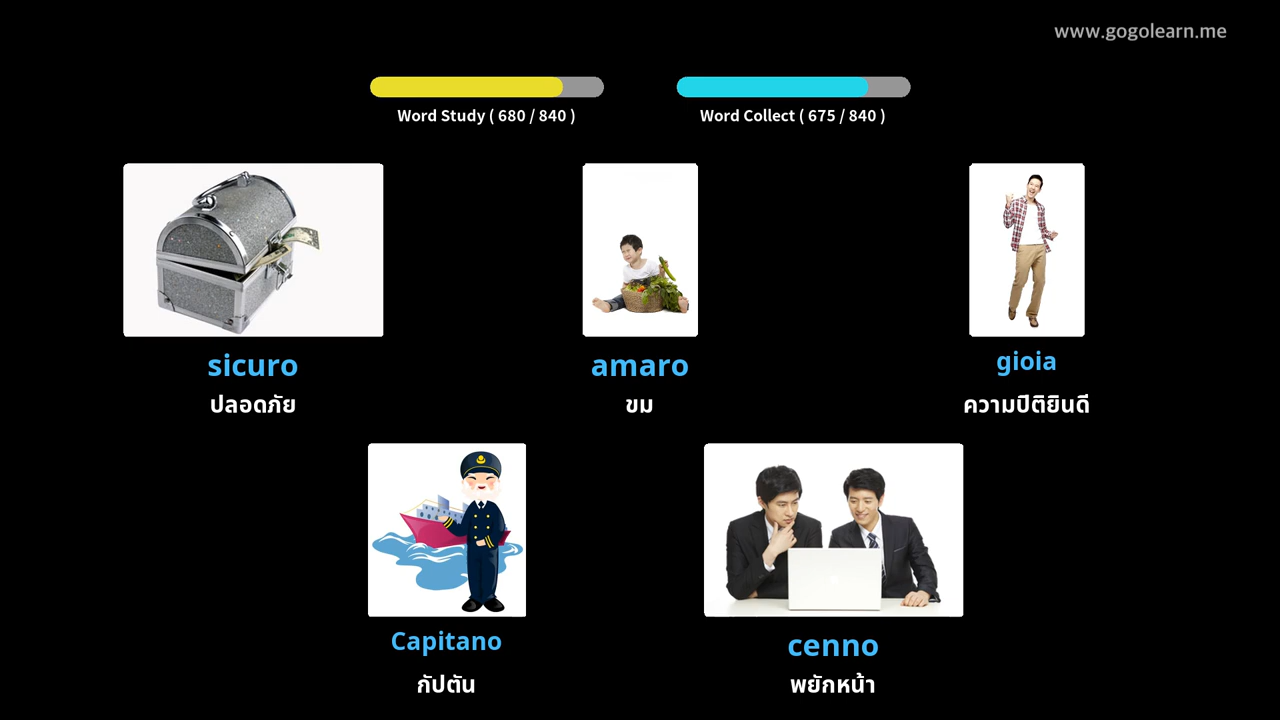 www.gogolearn.me
Word Study ( 680 / 840 )
Word Collect ( 675 / 840 )
sicuro
ปลอดภัย
amaro
ขม
gioia
ความปีติยินดี
Capitano
กัปตัน
cenno
พยักหน้า